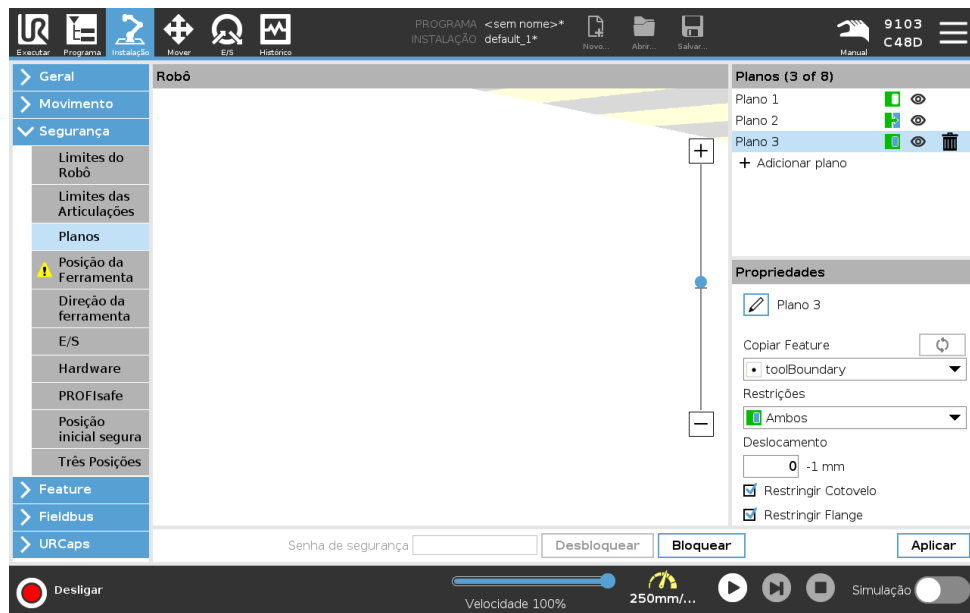 PROGRAMA <sem nome>*
INSTALAÇÃO default_1*
Executar
Programa
Instalação
Mover
E/S
Histórico
Novo...
Abrir...
Salvar...
Manual
9103
C48D
Geral
Movimento
Segurança
Limites do
Robô
Limites das
Articulações
Planos
Posição da
Ferramenta
Direção da
ferramenta
E/S
Hardware
PROFIsafe
Posição
inicial segura
Três Posições
Feature
Fieldbus
URCaps
Robô
Planos (3 of 8)
Plano 1
Plano 2
Plano 3
+ Adicionar plano
Propriedades
Plano 3
Copiar Feature
toolBoundary
Restrições
Ambos
Deslocamento
0 -1 mm
Restringir Cotovelo
Restringir Flange
Senha de segurança
Desbloquear
Bloquear
Aplicar
Desligar
Velocidade 100%
250mm/...
Simulação